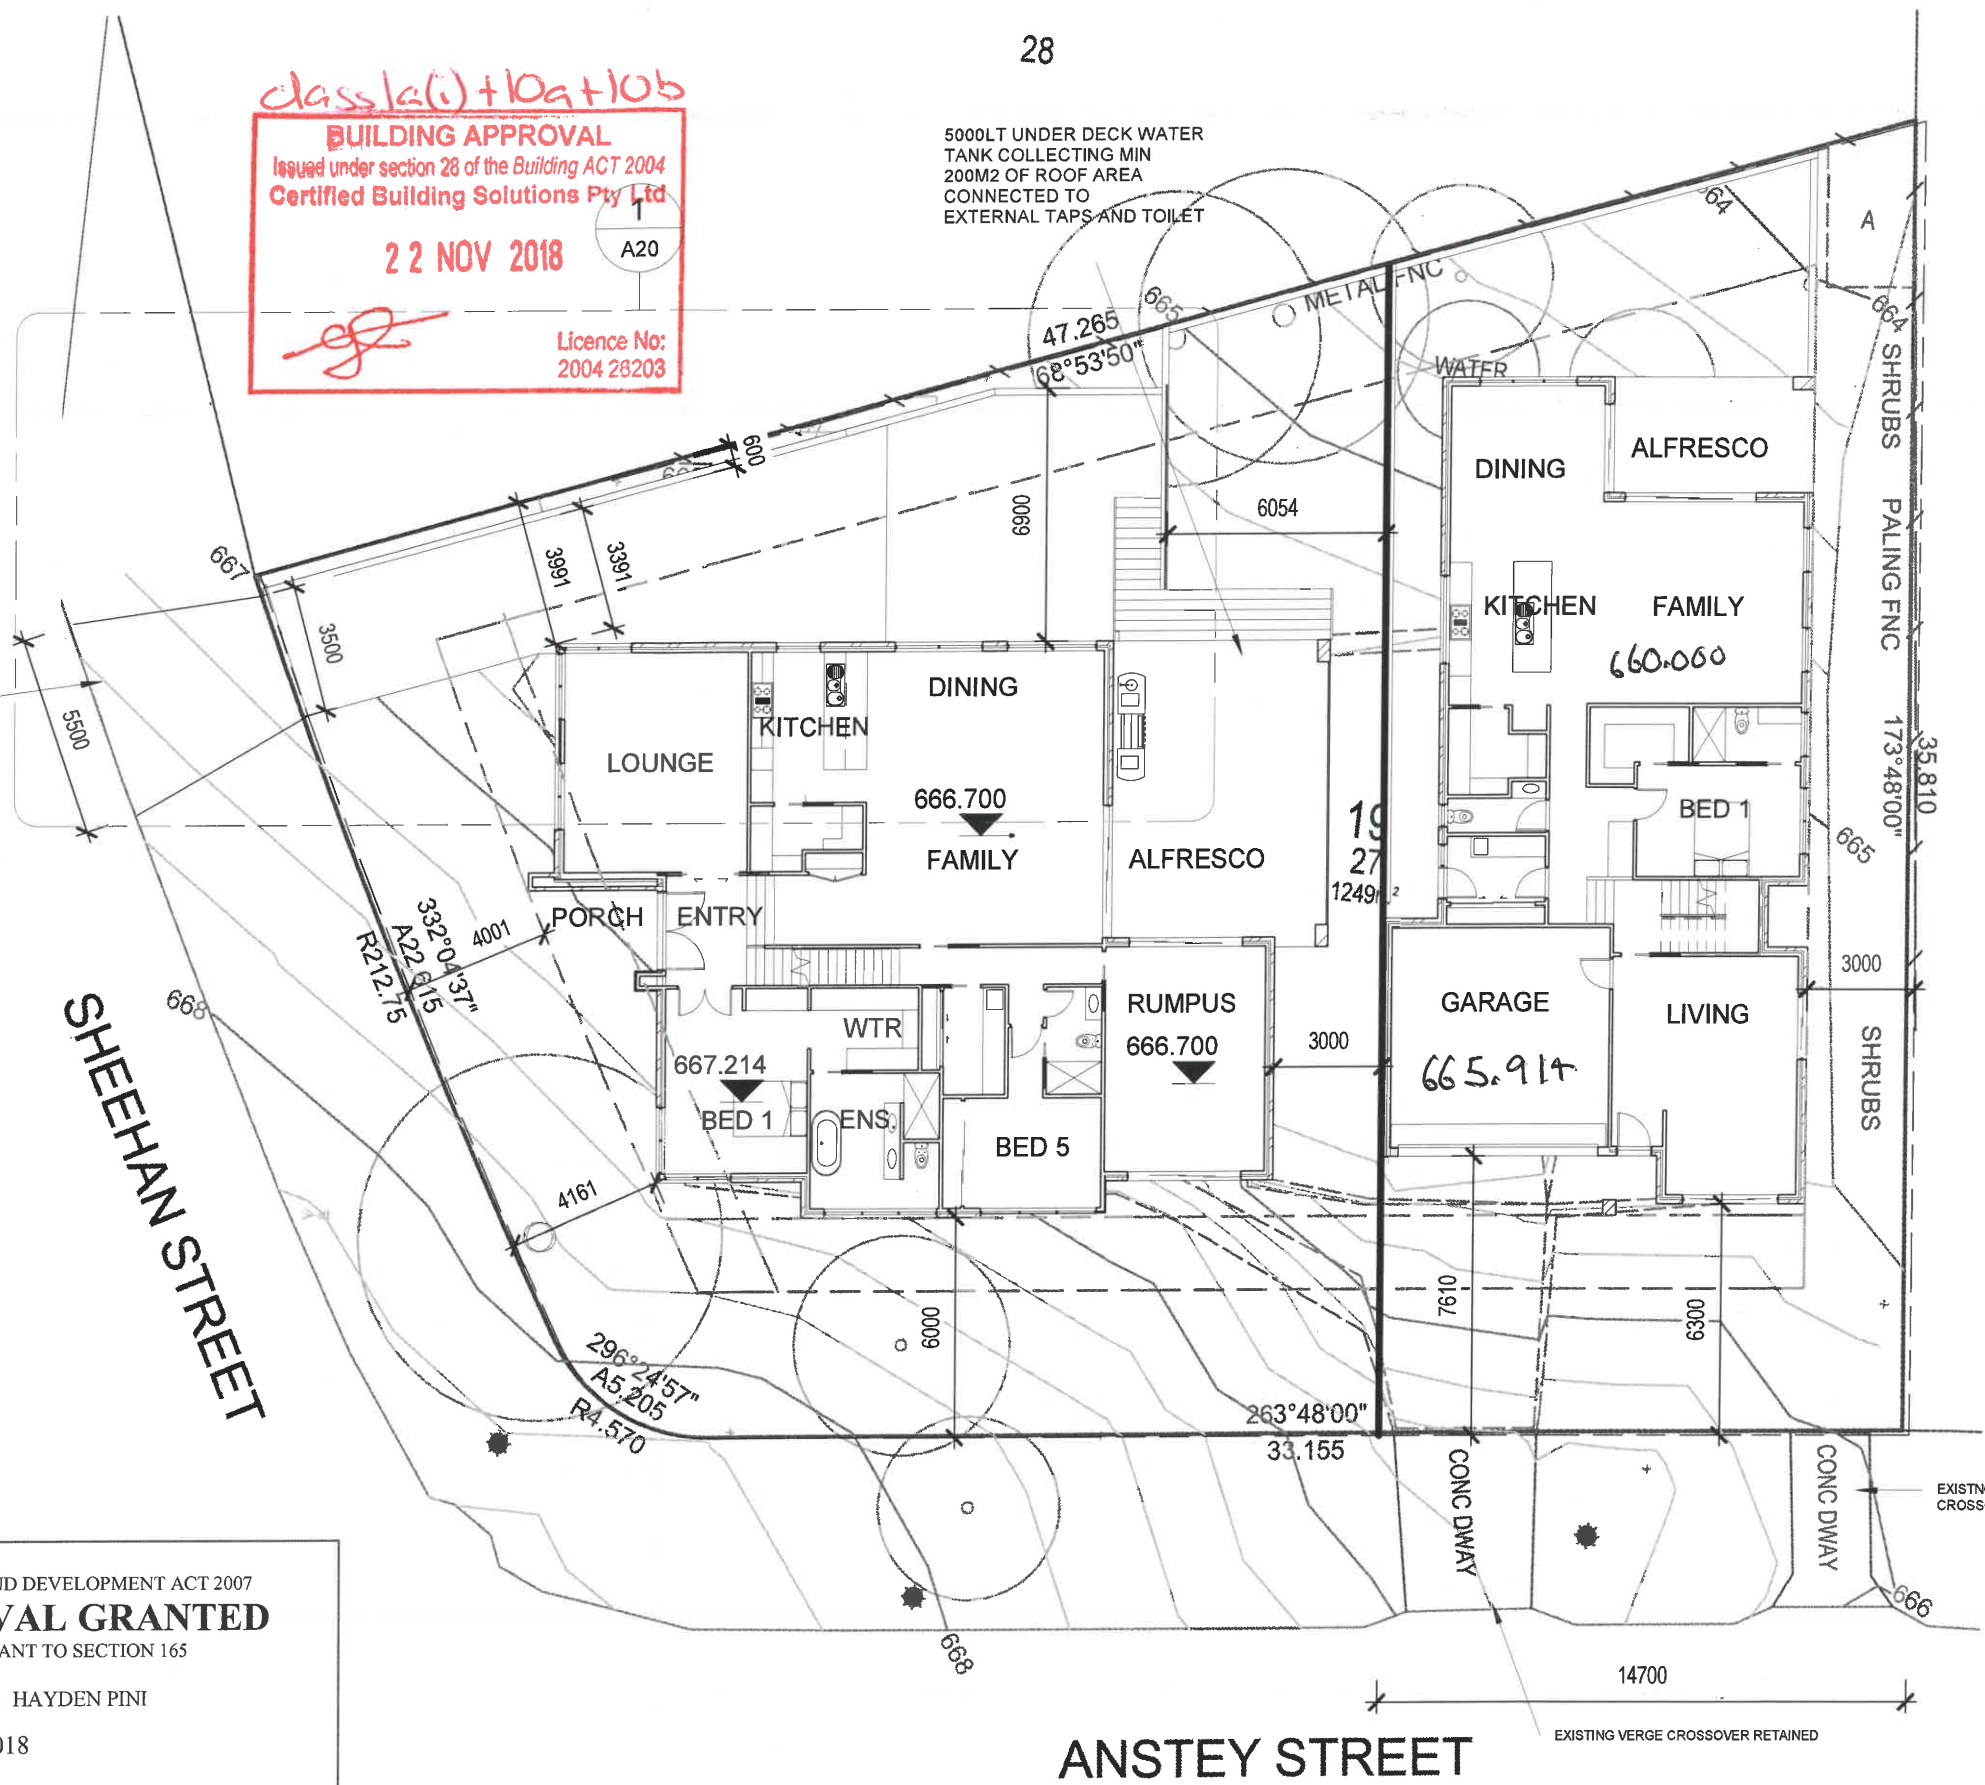 28
class 1a(i) + 10a + 10b
BUILDING APPROVAL
Issued under section 28 of the Building ACT 2004
Certified Building Solutions Pty Ltd
22 NOV 2018
Licence No:
2004 28203
1
A20
5000LT UNDER DECK WATER
TANK COLLECTING MIN
200M2 OF ROOF AREA
CONNECTED TO
EXTERNAL TAPS AND TOILET
664
A
664
METAL FNC
665
47.265
68°53'50"
WATER
SHRUBS
PALING FNC
173°48'00"
35.810
600
6900
6054
3991
3391
667
3500
5500
DINING
ALFRESCO
KITCHEN
FAMILY
660.000
BED 1
665
LOUNGE
KITCHEN
DINING
666.700
FAMILY
ALFRESCO
19
27
1249
PORCH
ENTRY
4001
332°04'37"
A22.615
R212.75
668
SHEEHAN STREET
WTR
667.214
BED 1
ENS.
BED 5
RUMPUS
666.700
3000
GARAGE
665.914
LIVING
3000
SHRUBS
4161
6000
7610
6300
296°24'57"
A5.205
R4.570
263°48'00"
33.155
CONC DWAY
CONC DWAY
EXISTN
CROSS
666
668
14700
EXISTING VERGE CROSSOVER RETAINED
ANSTEY STREET
ND DEVELOPMENT ACT 2007
VAL GRANTED
ANT TO SECTION 165
HAYDEN PINI
018